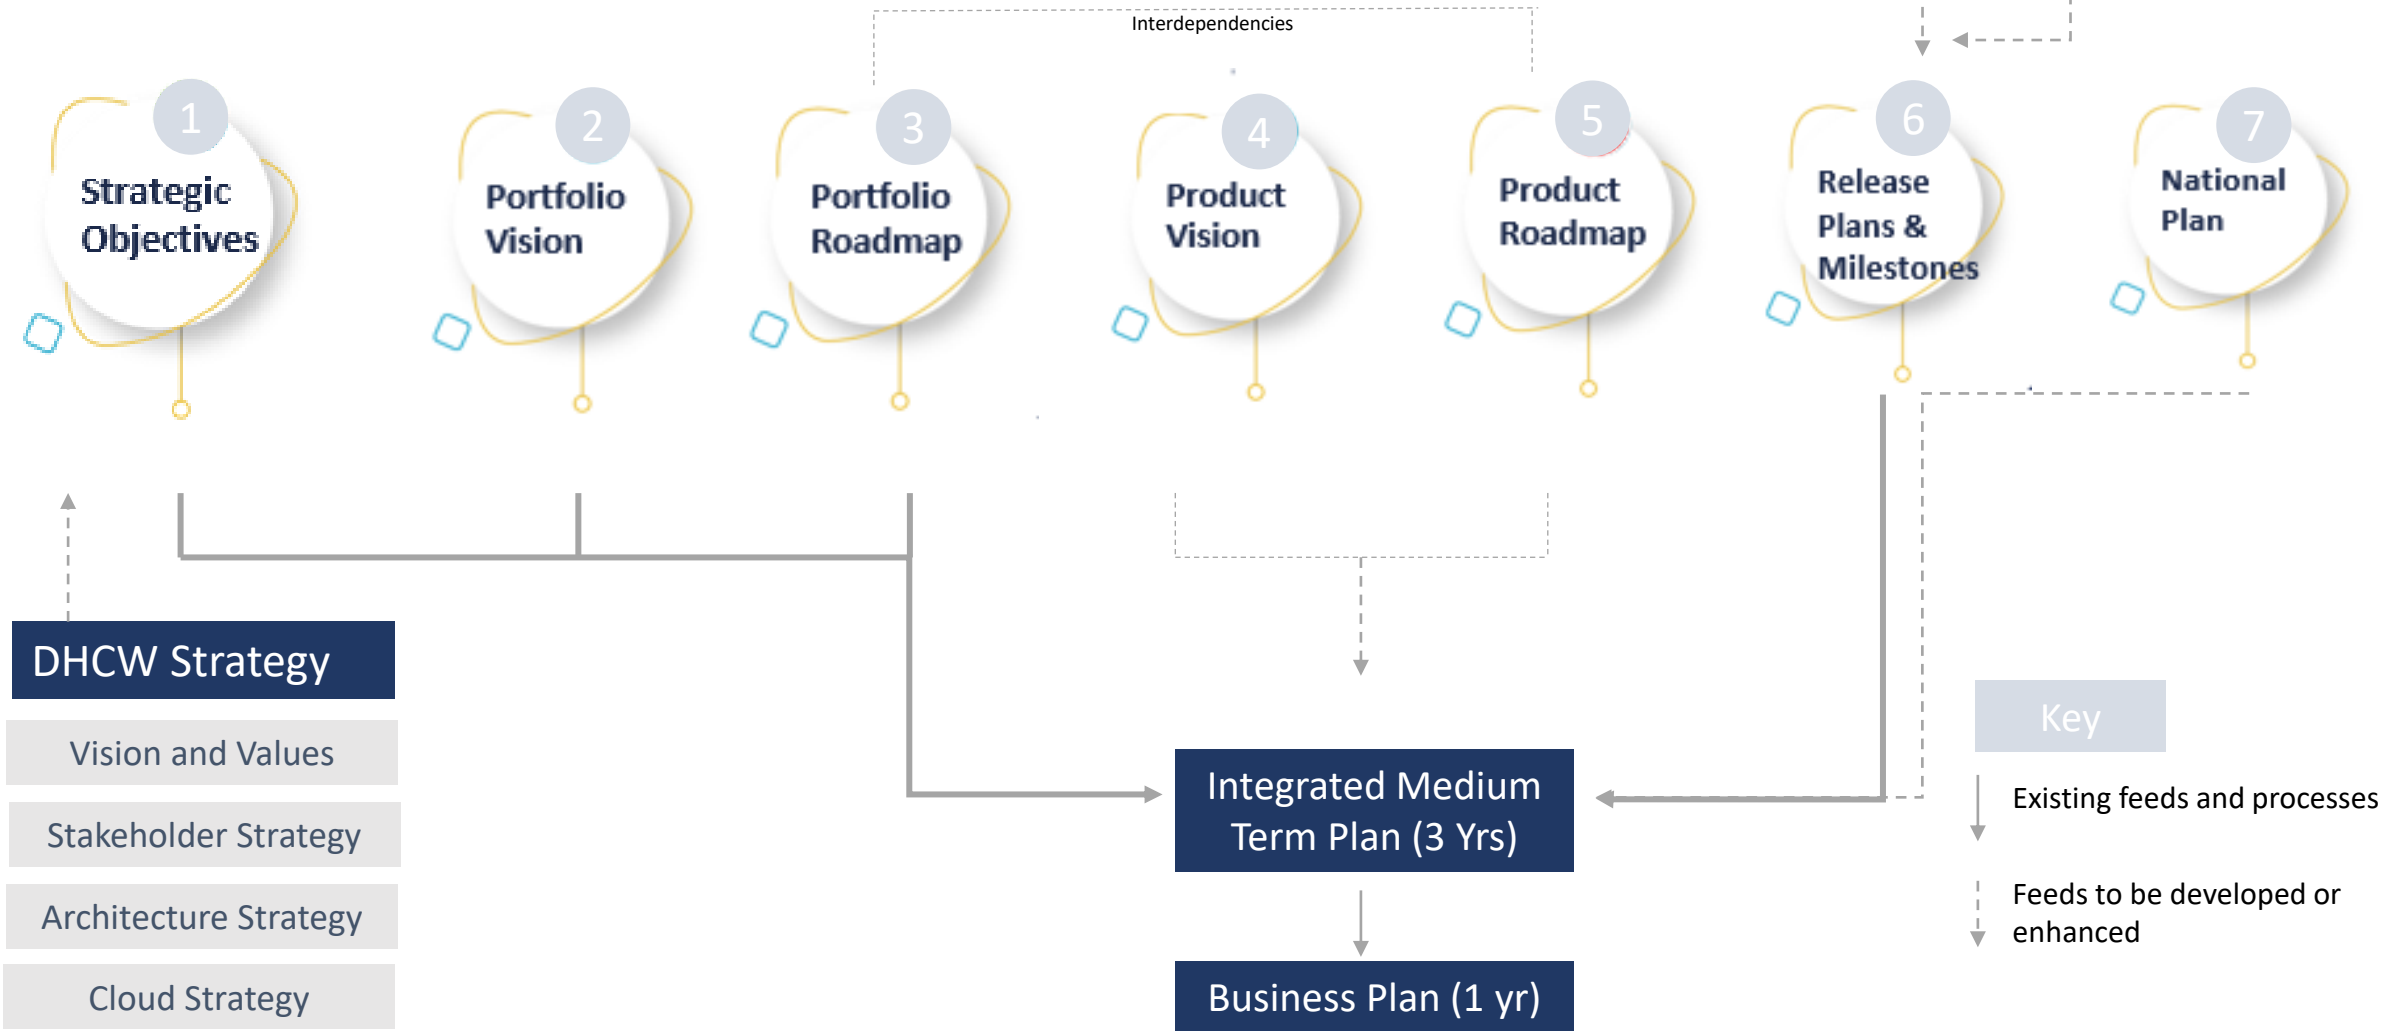 Interdependencies
1
Strategic
Objectives
2
Portfolio
Vision
3
Portfolio
Roadmap
4
Product
Vision
5
Product
Roadmap
6
Release
Plans &
Milestones
7
National
Plan
DHCW Strategy
Vision and Values
Stakeholder Strategy
Architecture Strategy
Cloud Strategy
Integrated Medium
Term Plan (3 Yrs)
Business Plan (1 yr)
Key
Existing feeds and processes
Feeds to be developed or
enhanced